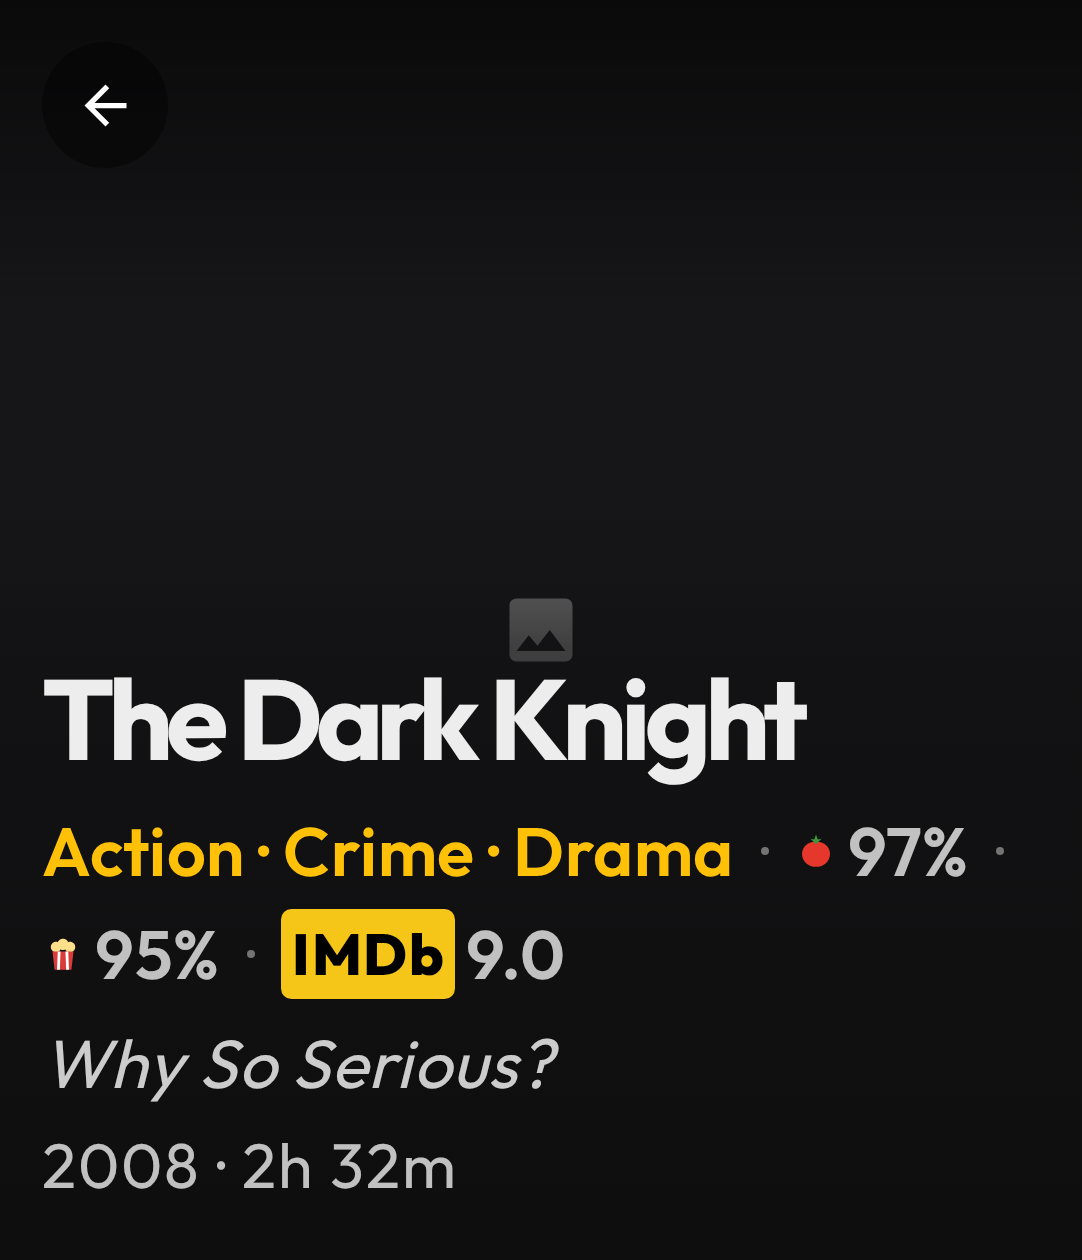 The Dark Knight
Action · Crime · Drama · 97% ·
95% · IMDb 9.0
Why So Serious?
2008 · 2h 32m